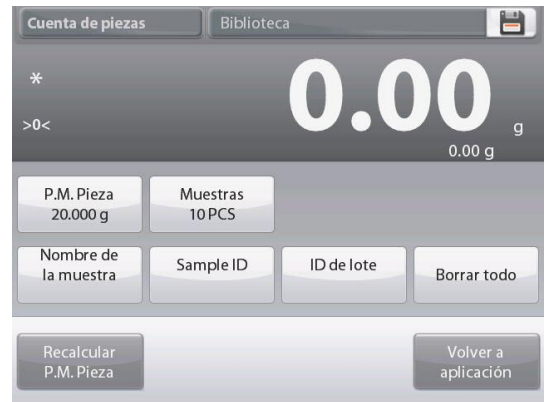 Cuenta de piezas
Biblioteca
*
0.00 g
>0<
0.00 g
P.M. Pieza
20.000 g
Muestras
10 PCS
Nombre de
la muestra
Sample ID
ID de lote
Borrar todo
Recalcular
P.M. Pieza
Volver a
aplicación